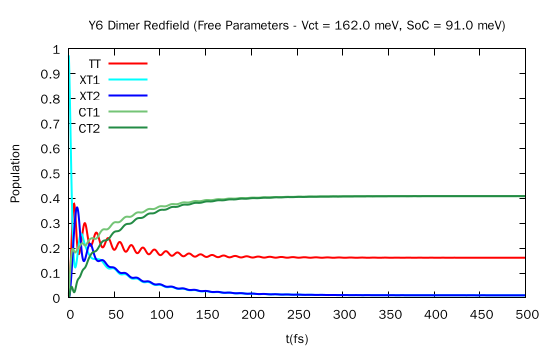 Y6 Dimer Redfield (Free Parameters - Vct = 162.0 meV, SoC = 91.0 meV)
1
0.9
0.8
0.7
0.6
0.5
0.4
0.3
0.2
0.1
0
Population
TT
XT1
XT2
CT1
CT2
0 50 100 150 200 250 300 350 400 450 500
t(fs)